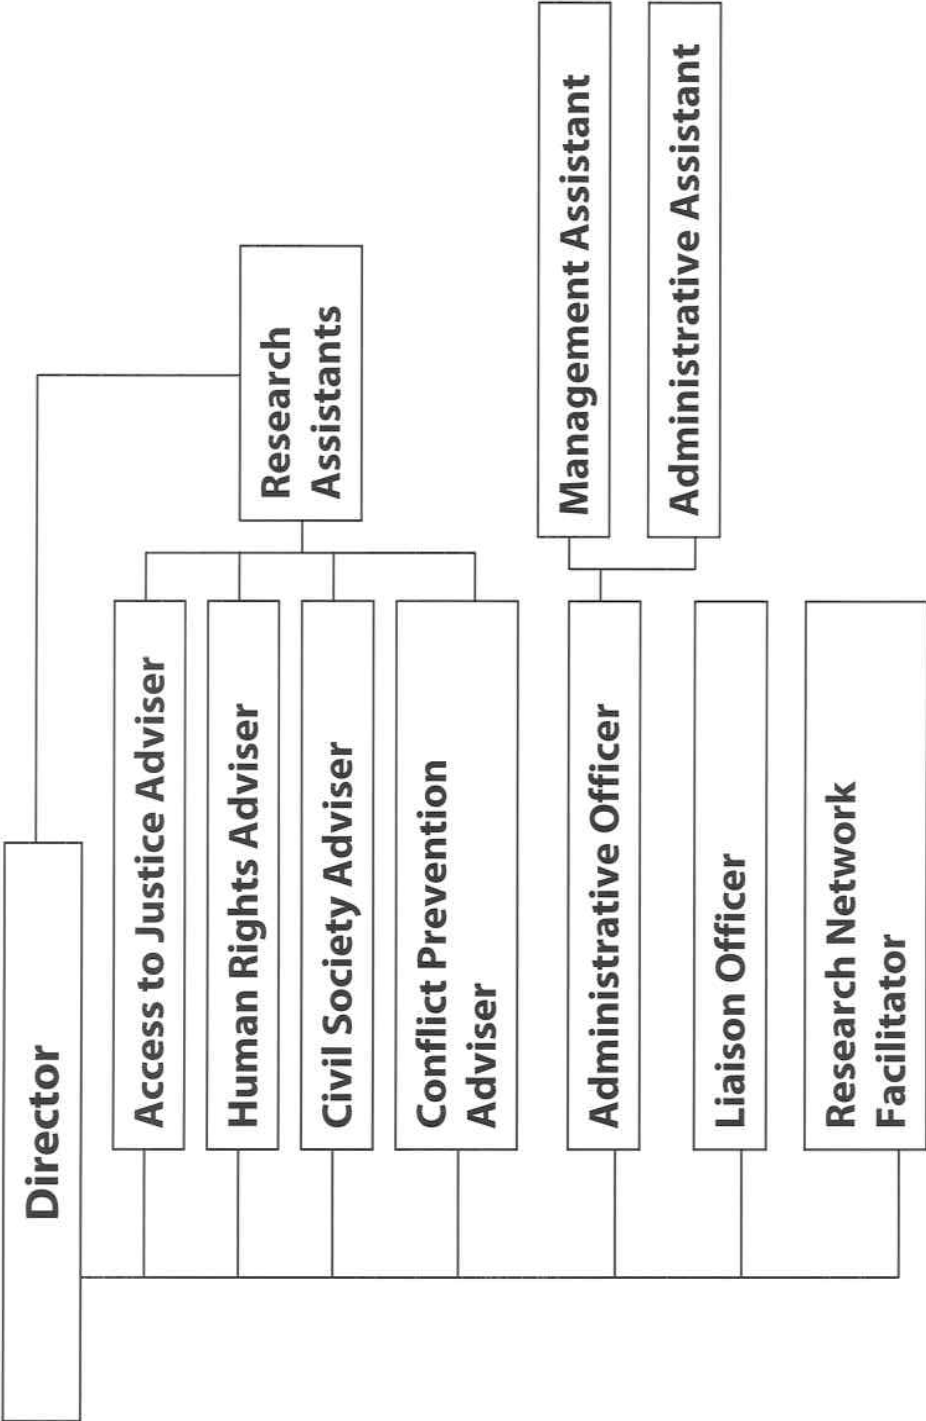 Director
Access to Justice Adviser
Human Rights Adviser
Civil Society Adviser
Conflict Prevention
Adviser
Research
Assistants
Administrative Officer
Management Assistant
Administrative Assistant
Liaison Officer
Research Network
Facilitator